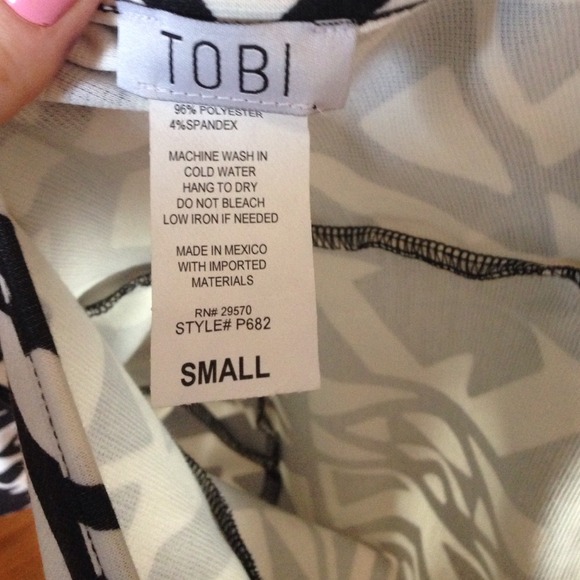 TOBI
96% POLYESTER
4%SPANDEX
MACHINE WASH IN
COLD WATER
HANG TO DRY
DO NOT BLEACH
LOW IRON IF NEEDED
MADE IN MEXICO
WITH IMPORTED
MATERIALS
RN# 29570
STYLE# P682
SMALL